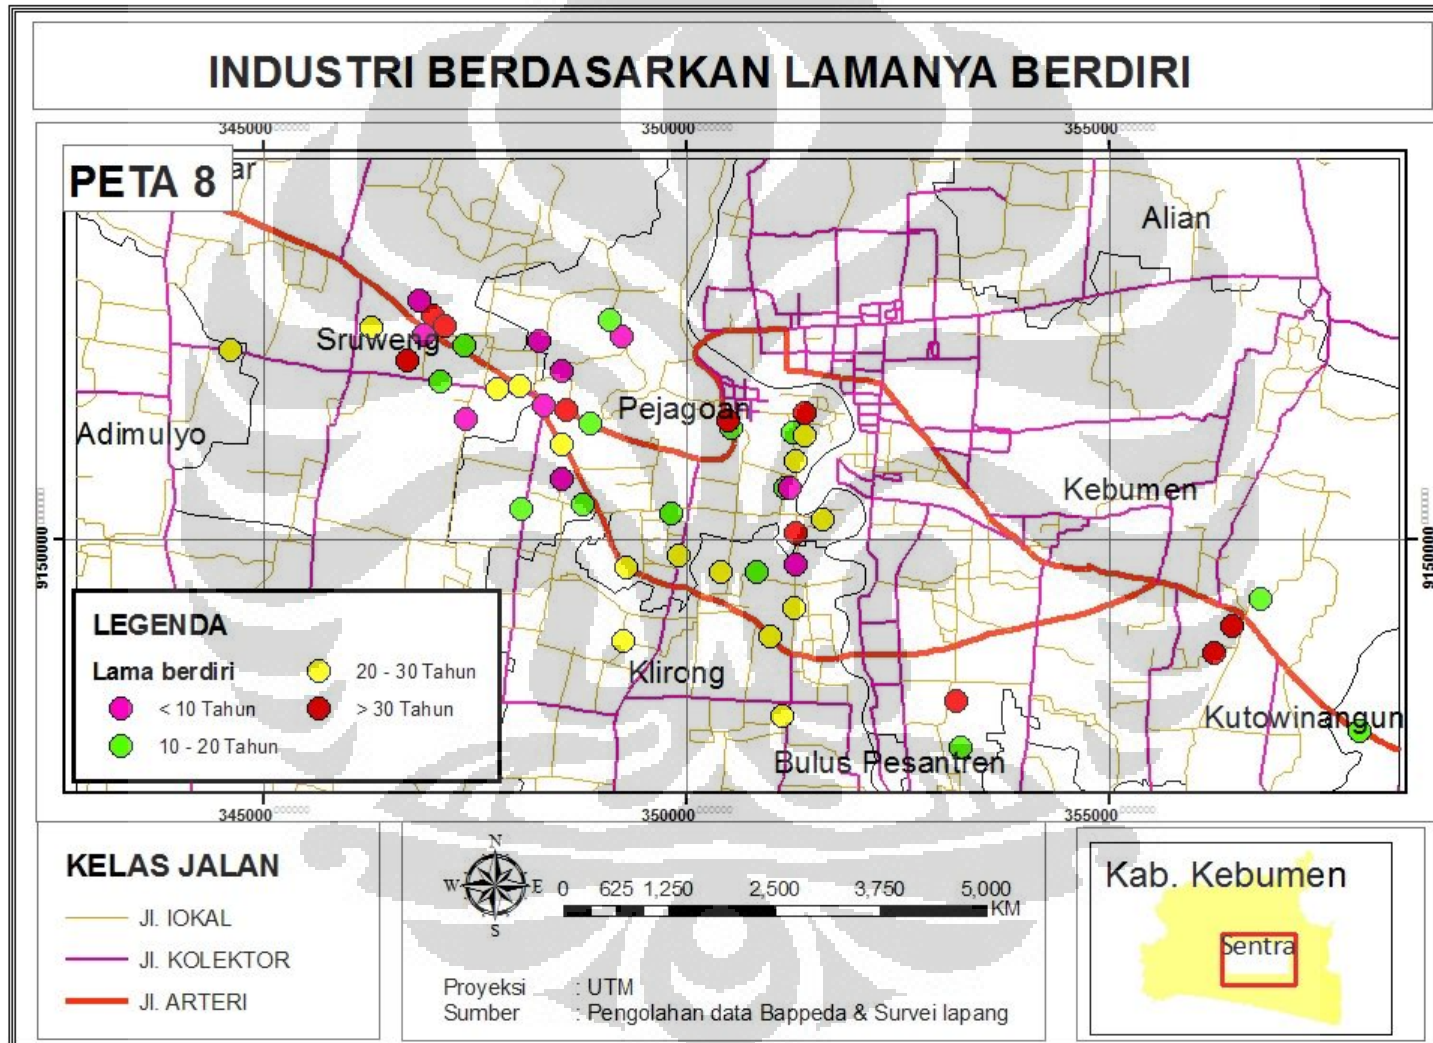 INDUSTRI BERDASARKAN LAMANYA BERDIRI
345000 350000 355000
PETA 8
ar
Alian
Sruweng
Pejagoan
Adimulyo
Kebumen
9150000 9150000
LEGENDA
Lama berdiri
20 - 30 Tahun
< 10 Tahun
> 30 Tahun
10 - 20 Tahun
Klirong
Kutowinangun
Bulus Pesantren
345000 350000 355000
KELAS JALAN
Jl. lOKAL
Jl. KOLEKTOR
Jl. ARTERI
N
W E
S
0 625 1,250 2,500 3,750 5,000
KM
Proyeksi : UTM
Sumber : Pengolahan data Bappeda & Survei lapang
Kab. Kebumen
Sentra